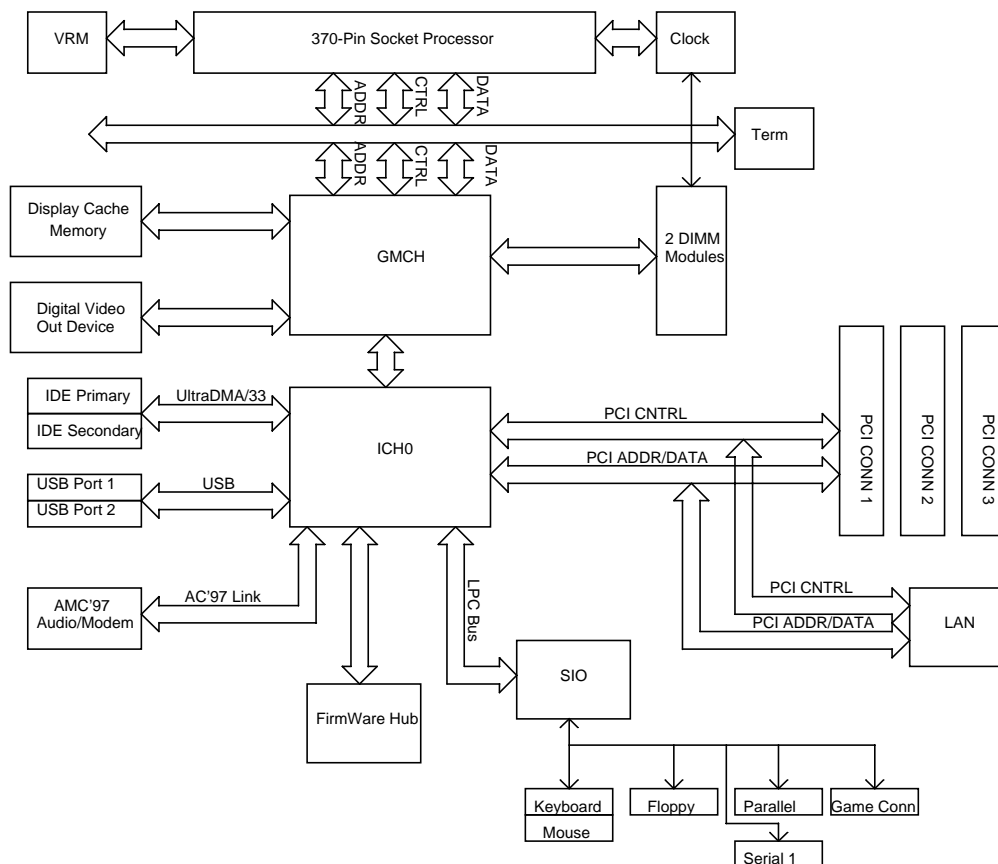 VRM
370-Pin Socket Processor
Clock
ADDR
CTRL
DATA
Term
ADDR
CTRL
DATA
Display Cache
Memory
GMCH
2 DIMM
Modules
Digital Video
Out Device
IDE Primary
IDE Secondary
UltraDMA/33
ICH0
PCI CNTRL
PCI ADDR/DATA
PCI CONN 1
PCI CONN 2
PCI CONN 3
USB Port 1
USB Port 2
USB
AMC'97
Audio/Modem
AC'97 Link
LPC Bus
PCI CNTRL
PCI ADDR/DATA
LAN
SIO
FirmWare Hub
Keyboard
Mouse
Floppy
Parallel
Game Conn
Serial 1